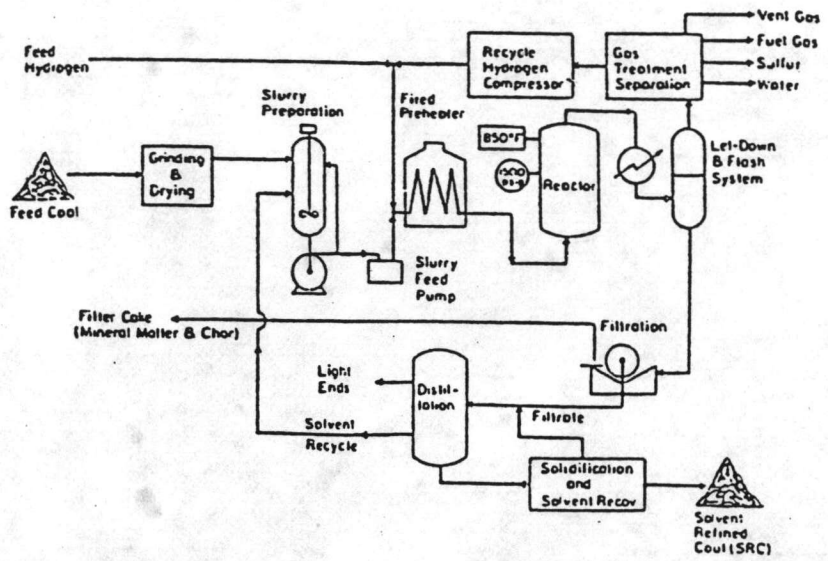 Vent Gas
Fuel Gas
Sulfur
Water
Feed
Hydrogen
Recycle
Hydrogen
Compressor
Gas
Treatment
Separation
Slurry
Preparation
Fired
Preheater
850°F
Reactor
Let-Down
& Flash
System
Grinding
&
Drying
Feed Coal
Slurry
Feed
Pump
Filter Cake
(Mineral Matter & Char)
Filtration
Light
Ends
Distil-
lation
Filtrate
Solvent
Recycle
Solidification
and
Solvent Recov
Solvent
Refined
Coal (SRC)